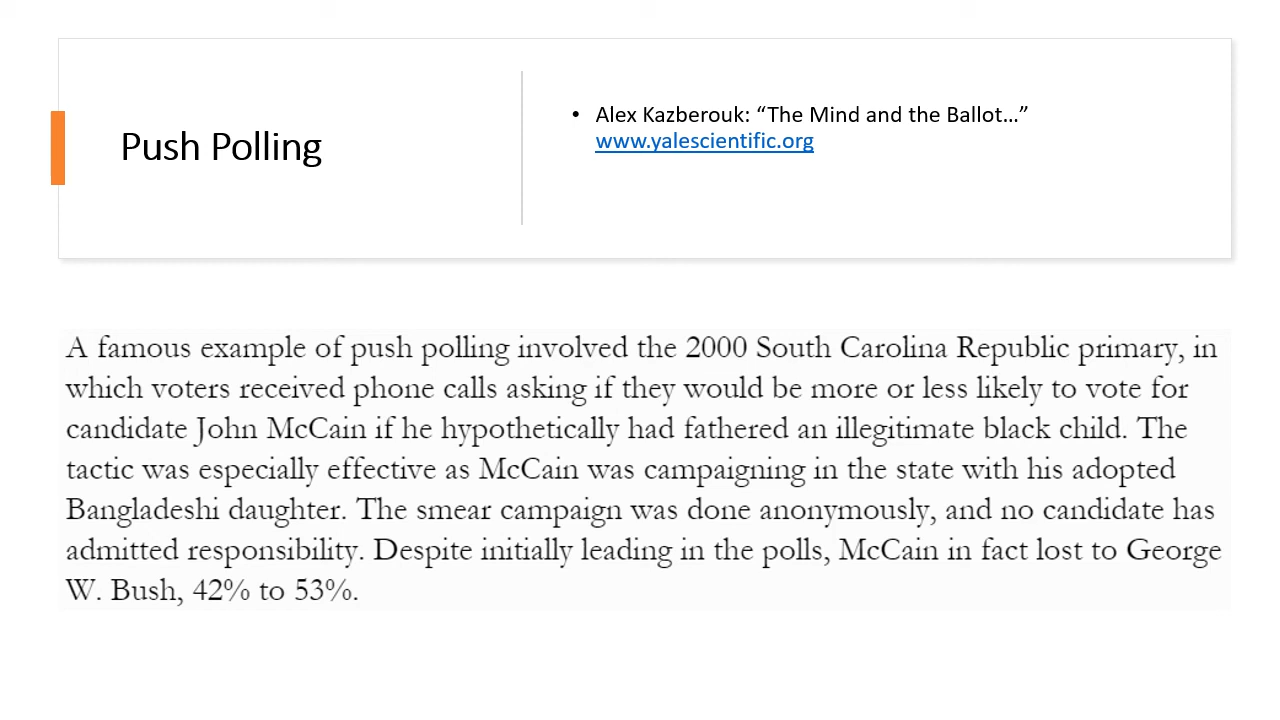 Push Polling
• Alex Kazberouk: “The Mind and the Ballot…”
www.yalescientific.org
A famous example of push polling involved the 2000 South Carolina Republic primary, in
which voters received phone calls asking if they would be more or less likely to vote for
candidate John McCain if he hypothetically had fathered an illegitimate black child. The
tactic was especially effective as McCain was campaigning in the state with his adopted
Bangladeshi daughter. The smear campaign was done anonymously, and no candidate has
admitted responsibility. Despite initially leading in the polls, McCain in fact lost to George
W. Bush, 42% to 53%.